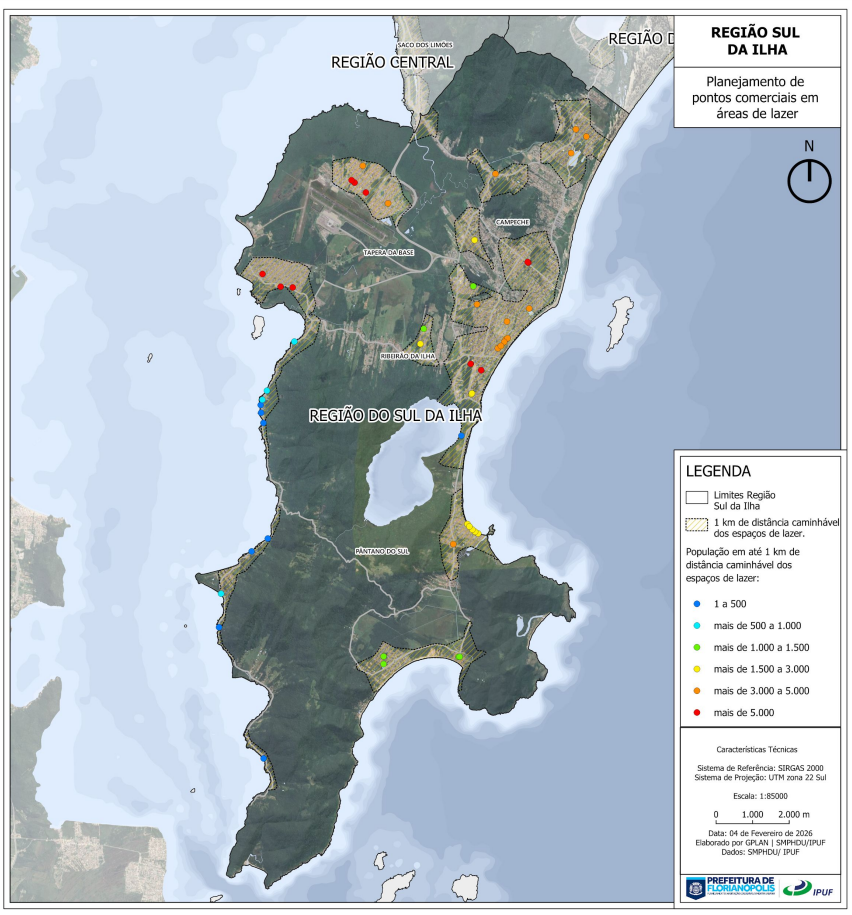 REGIÃO SUL
DA ILHA
Planejamento de
pontos comerciais em
áreas de lazer
N
SACO DOS LIMÕES
REGIÃO CENTRAL
REGIÃO D
CAMPECHE
TAPERA DA BASE
RIBEIRÃO DA ILHA
REGIÃO DO SUL DA ILHA
PÂNTANO DO SUL
LEGENDA
Limites Região
Sul da Ilha
1 km de distância caminhável
dos espaços de lazer.
População em até 1 km de
distância caminhável dos
espaços de lazer:
1 a 500
mais de 500 a 1.000
mais de 1.000 a 1.500
mais de 1.500 a 3.000
mais de 3.000 a 5.000
mais de 5.000
Características Técnicas
Sistema de Referência: SIRGAS 2000
Sistema de Projeção: UTM zona 22 Sul
Escala: 1:85000
0 1.000 2.000 m
Data: 04 de Fevereiro de 2026
Elaborado por GPLAN | SMPHDU/IPUF
Dados: SMPHDU/ IPUF
PREFEITURA DE
FLORIANÓPOLIS
IPUF